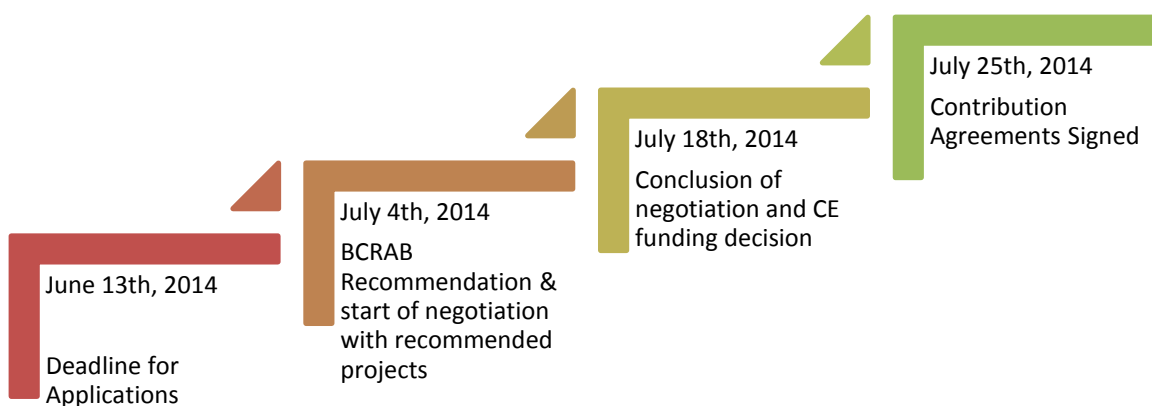 June 13th, 2014
Deadline for
Applications
July 4th, 2014
BCRAB
Recommendation &
start of negotiation
with recommended
projects
July 18th, 2014
Conclusion of
negotiation and CE
funding decision
July 25th, 2014
Contribution
Agreements Signed